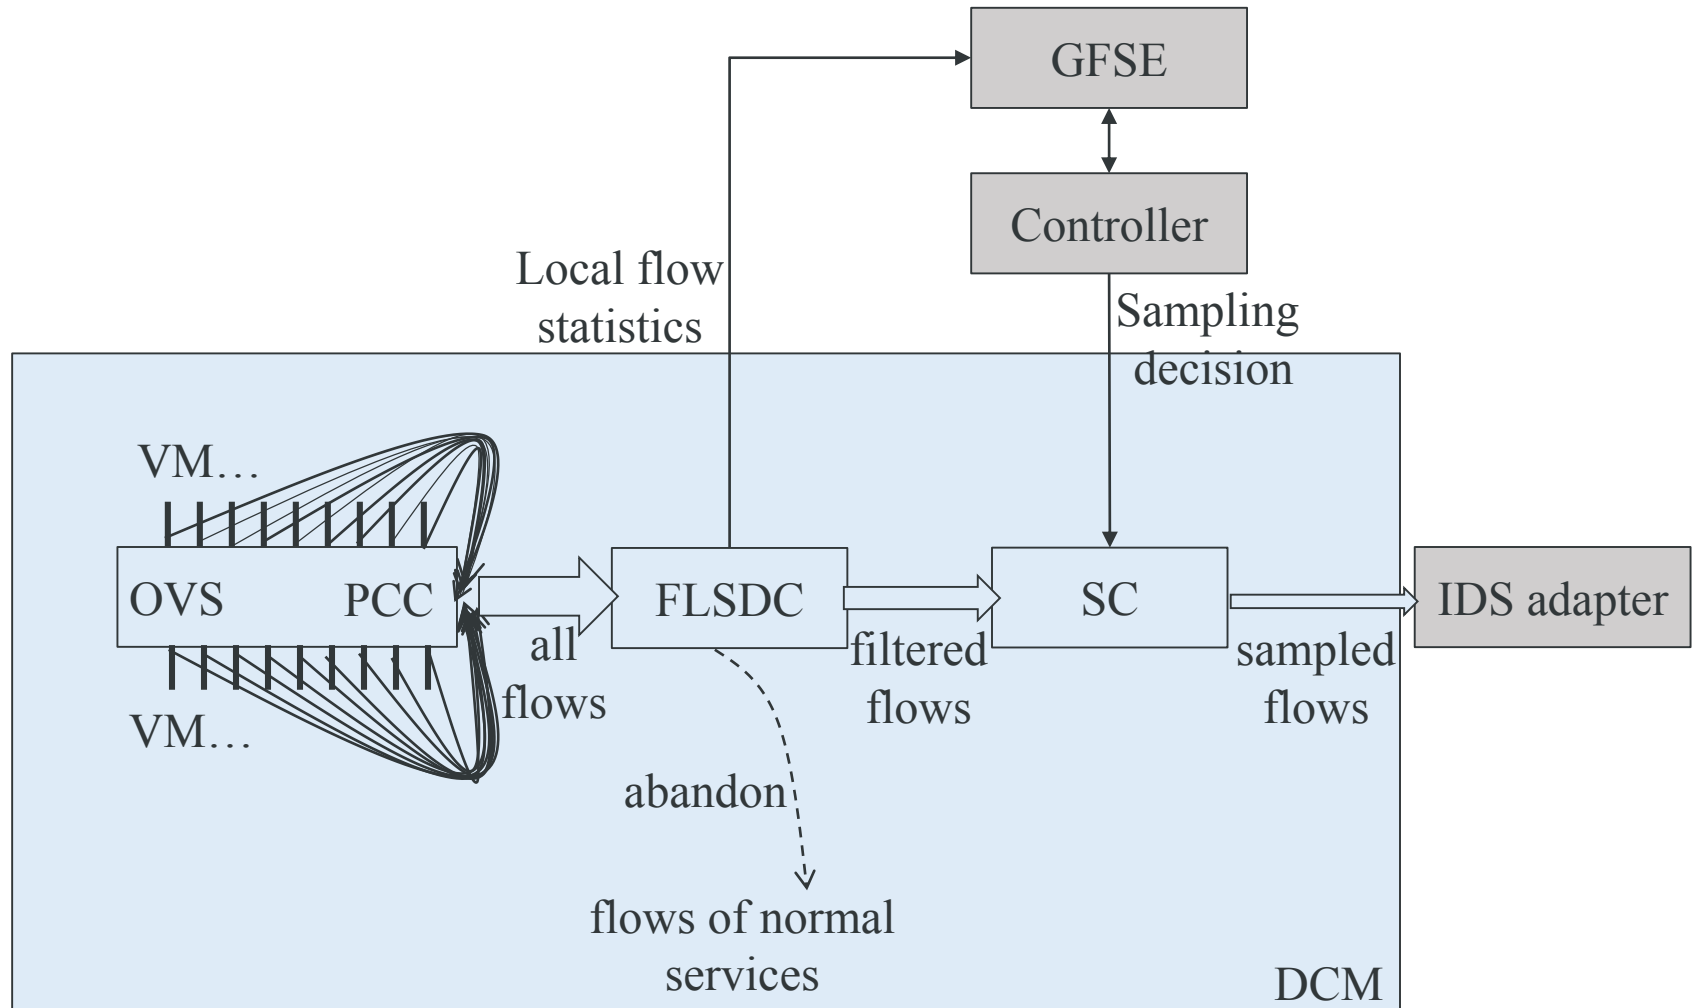 GFSE
Controller
Local flow
statistics
Sampling
decision
VM...
OVS
PCC
FLSDC
SC
IDS adapter
all
flows
filtered
flows
sampled
flows
VM...
abandon
flows of normal
services
DCM